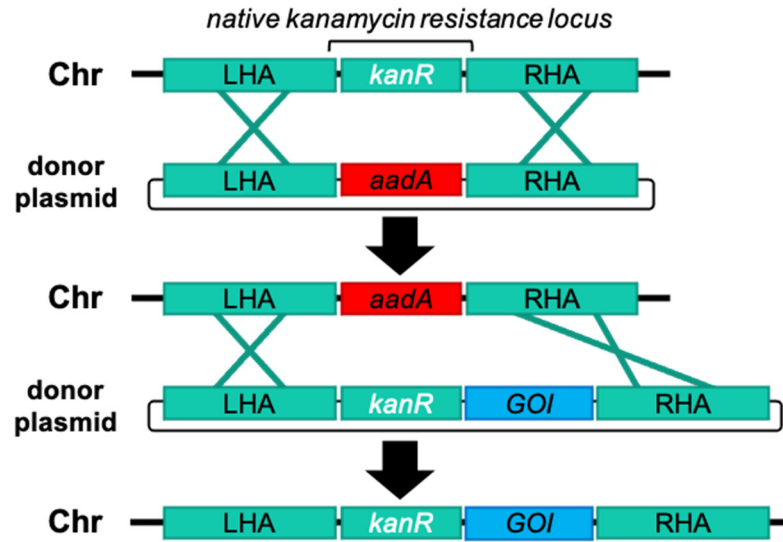 native kanamycin resistance locus
Chr LHA kanR RHA
donor
plasmid LHA aadA RHA
Chr LHA aadA RHA
donor
plasmid LHA kanR GOI RHA
Chr LHA kanR GOI RHA